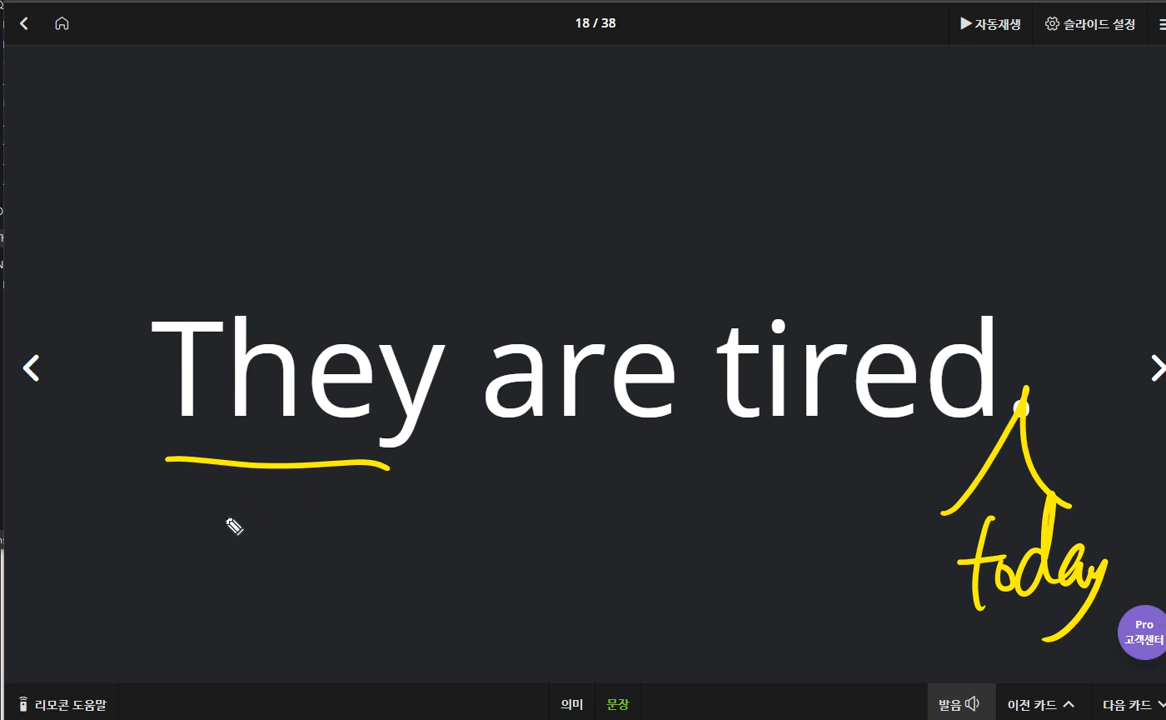 18 / 38
자동재생
슬라이드 설정
They are tired.
today
Pro
고객센터
리모콘 도움말
의미
문장
발음
이전 카드
다음 카드